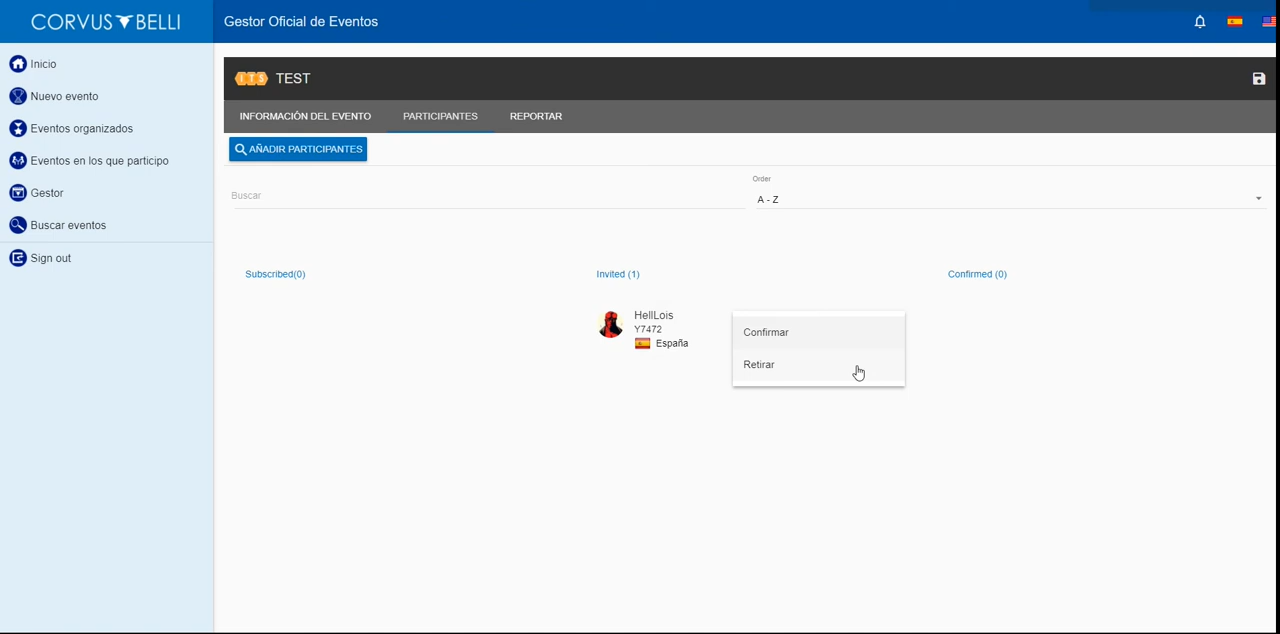 CORVUS BELLI
Gestor Oficial de Eventos
Inicio
Nuevo evento
Eventos organizados
Eventos en los que participo
Gestor
Buscar eventos
Sign out
ITS TEST
INFORMACIÓN DEL EVENTO PARTICIPANTES REPORTAR
AÑADIR PARTICIPANTES
Buscar
Order
A - Z
Subscribed(0) Invited (1) Confirmed (0)
HellLois
Y7472
España
Confirmar
Retirar